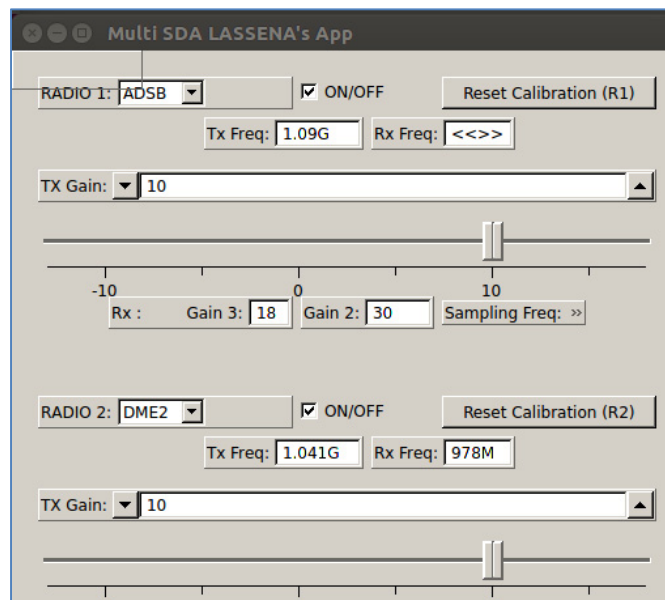 Multi SDA LASSENA's App
RADIO 1: ADSB ON/OFF Reset Calibration (R1)
Tx Freq: 1.09G Rx Freq: <<>>
TX Gain: 10
-10 0 10
Rx : Gain 3: 18 Gain 2: 30 Sampling Freq: »
RADIO 2: DME2 ON/OFF Reset Calibration (R2)
Tx Freq: 1.041G Rx Freq: 978M
TX Gain: 10